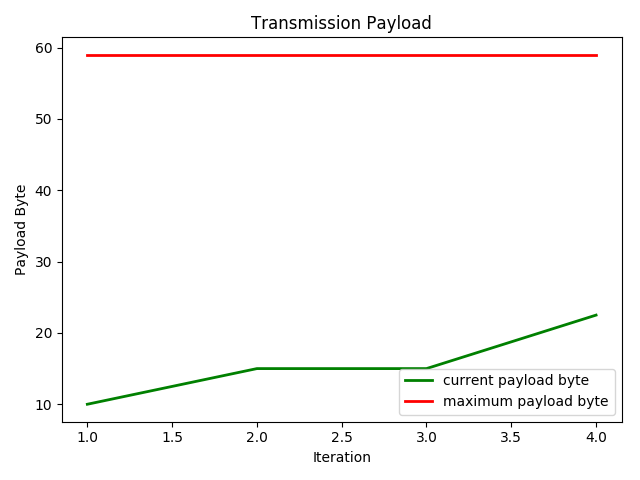 Transmission Payload
Payload Byte
60
50
40
30
20
10
current payload byte
maximum payload byte
1.0 1.5 2.0 2.5 3.0 3.5 4.0
Iteration